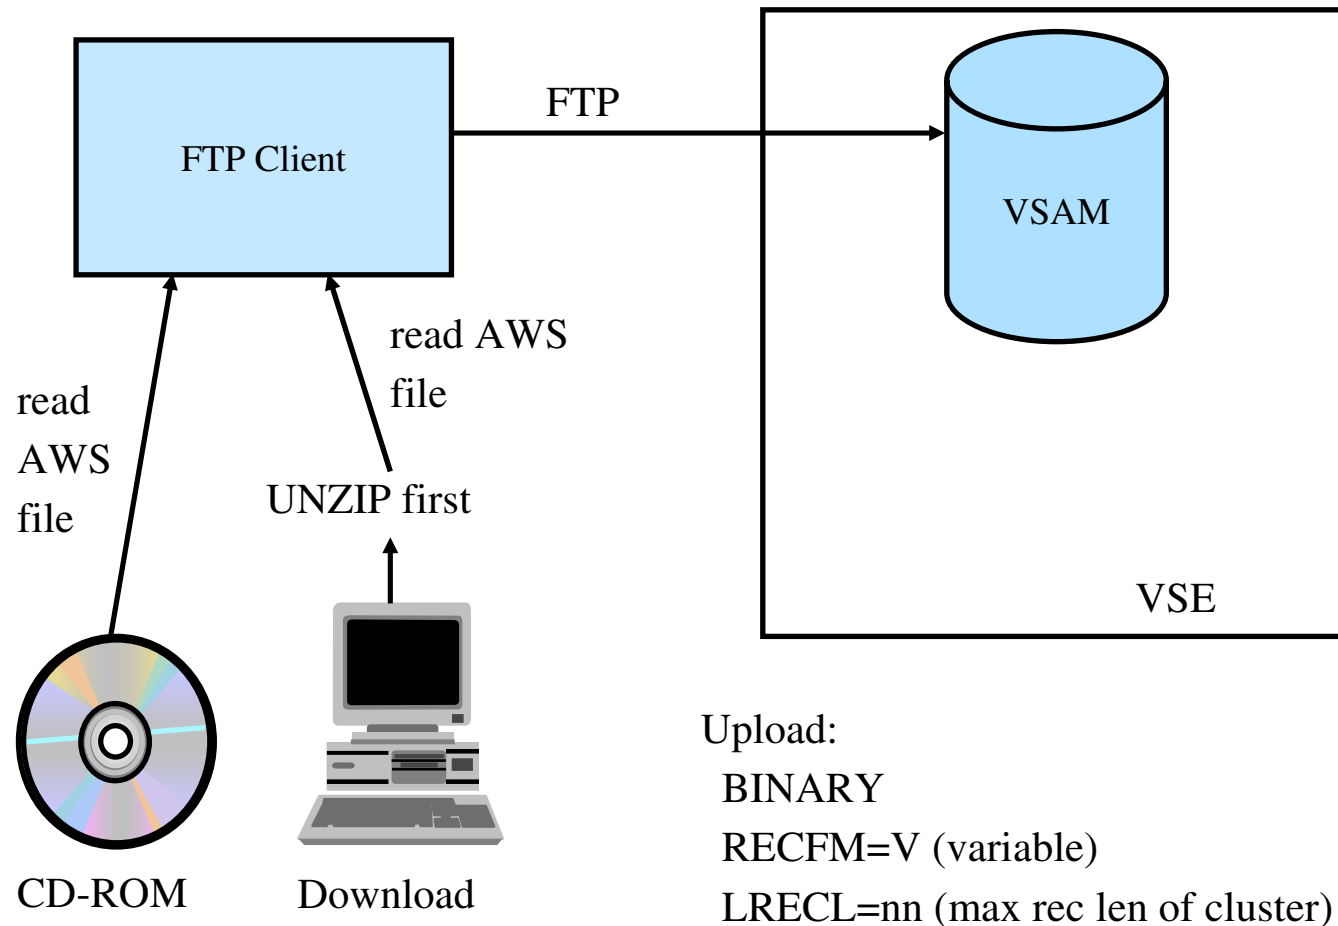 FTP Client
FTP
VSAM
read AWS
file
read
AWS
file
UNZIP first
VSE
CD-ROM
Download
Upload:
BINARY
RECFM=V (variable)
LRECL=nn (max rec len of cluster)